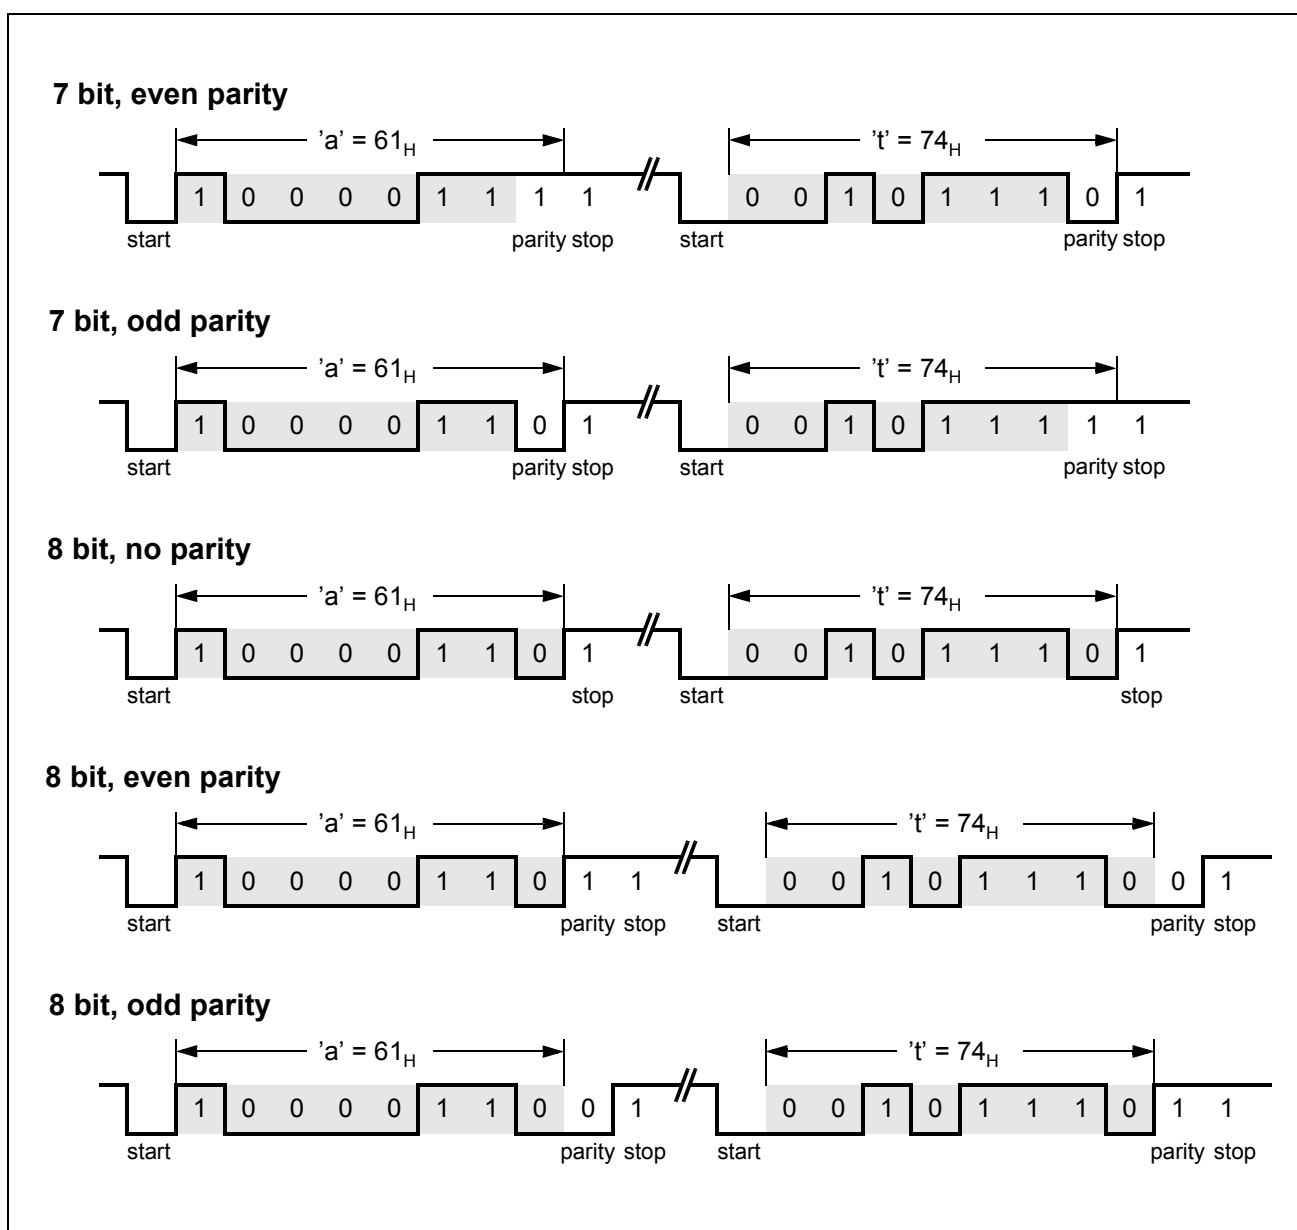 7 bit, even parity
’a’ = 61H ’t’ = 74H
1 0 0 0 0 1 1 1 1 0 0 1 0 1 1 1 0 1
start parity stop start parity stop
7 bit, odd parity
’a’ = 61H ’t’ = 74H
1 0 0 0 0 1 1 0 1 0 0 1 0 1 1 1 1 1
start parity stop start parity stop
8 bit, no parity
’a’ = 61H ’t’ = 74H
1 0 0 0 0 1 1 0 1 0 0 1 0 1 1 1 0 1
start stop start stop
8 bit, even parity
’a’ = 61H ’t’ = 74H
1 0 0 0 0 1 1 0 1 1 0 0 1 0 1 1 1 0 0 1
start parity stop start parity stop
8 bit, odd parity
’a’ = 61H ’t’ = 74H
1 0 0 0 0 1 1 0 0 1 0 0 1 0 1 1 1 0 1 1
start parity stop start parity stop